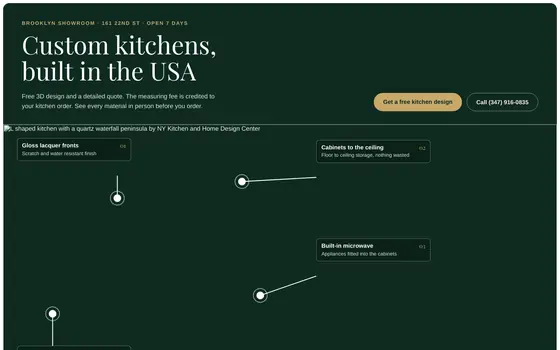 BROOKLYN SHOWROOM · 161 22ND ST · OPEN 7 DAYS
Custom kitchens,
built in the USA
Free 3D design and a detailed quote. The measuring fee is credited to
your kitchen order. See every material in person before you order.
Get a free kitchen design
Call (347) 916-0835
shaped kitchen with a quartz waterfall peninsula by NY Kitchen and Home Design Center
Gloss lacquer fronts
01
Scratch and water resistant finish
Cabinets to the ceiling
02
Floor to ceiling storage, nothing wasted
Built-in microwave
03
Appliances fitted into the cabinets